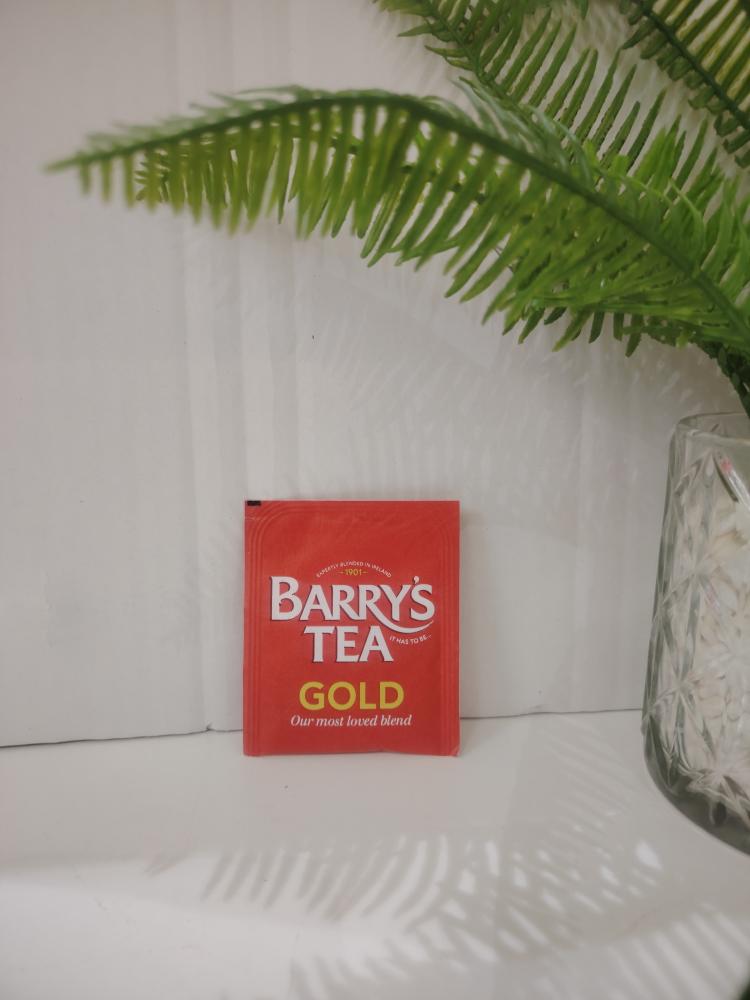 EXPERTLY BLENDED IN IRELAND
-1901-
BARRY'S
TEA
IT HAS TO BE...
GOLD
Our most loved blend